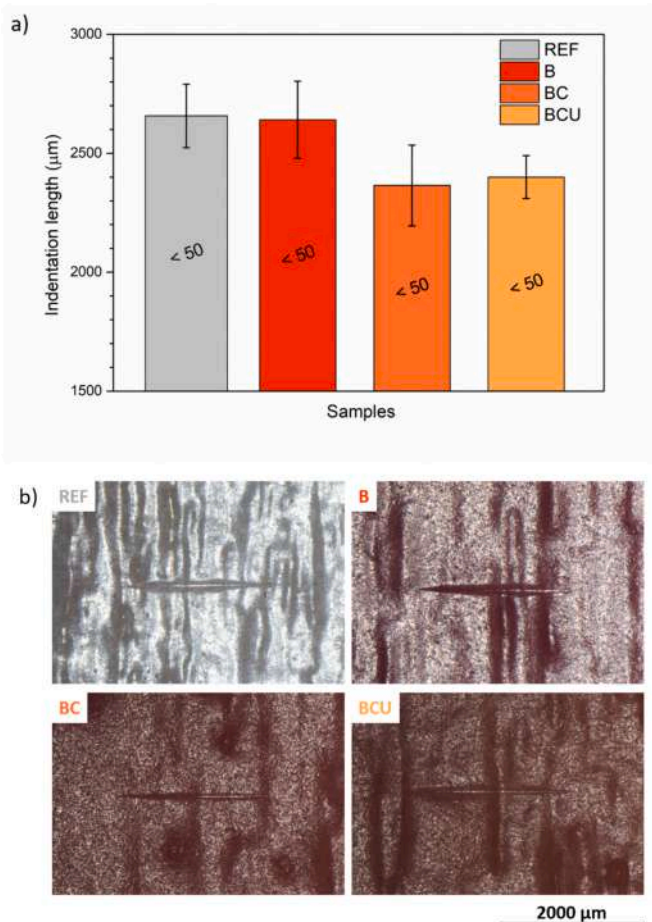 a)
3000
2500
2000
1500
Indentation length (μm)
REF
B
BC
BCU
< 50
< 50
< 50
< 50
Samples
b)
REF
B
BC
BCU
2000 μm